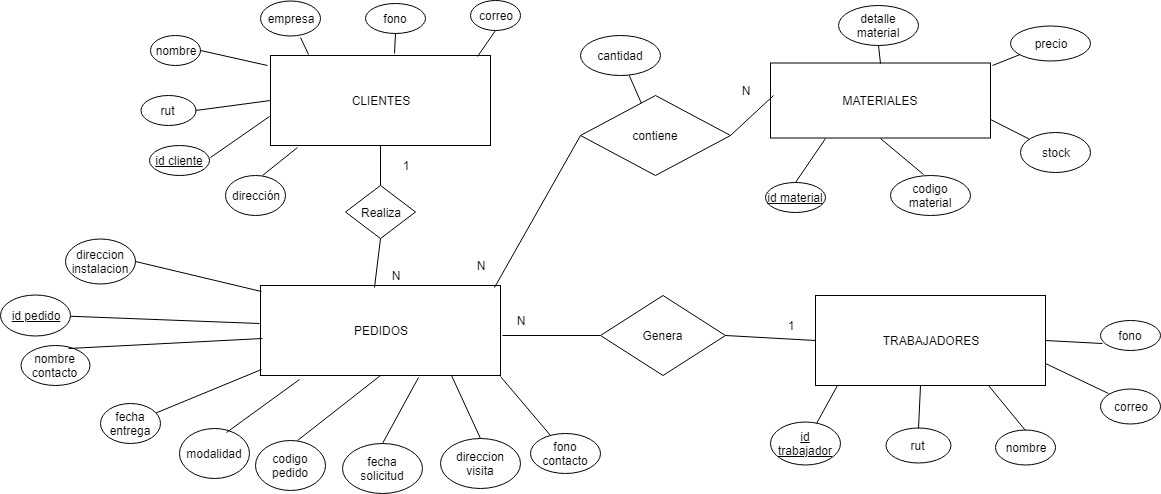 empresa
fono
correo
nombre
rut
id cliente
dirección
CLIENTES
1
Realiza
N
cantidad
contiene
N
N
detalle
material
precio
MATERIALES
stock
id material
codigo
material
direccion
instalacion
id pedido
nombre
contacto
fecha
entrega
modalidad
codigo
pedido
fecha
solicitud
direccion
visita
fono
contacto
PEDIDOS
N
Genera
1
TRABAJADORES
fono
correo
id
trabajador
rut
nombre